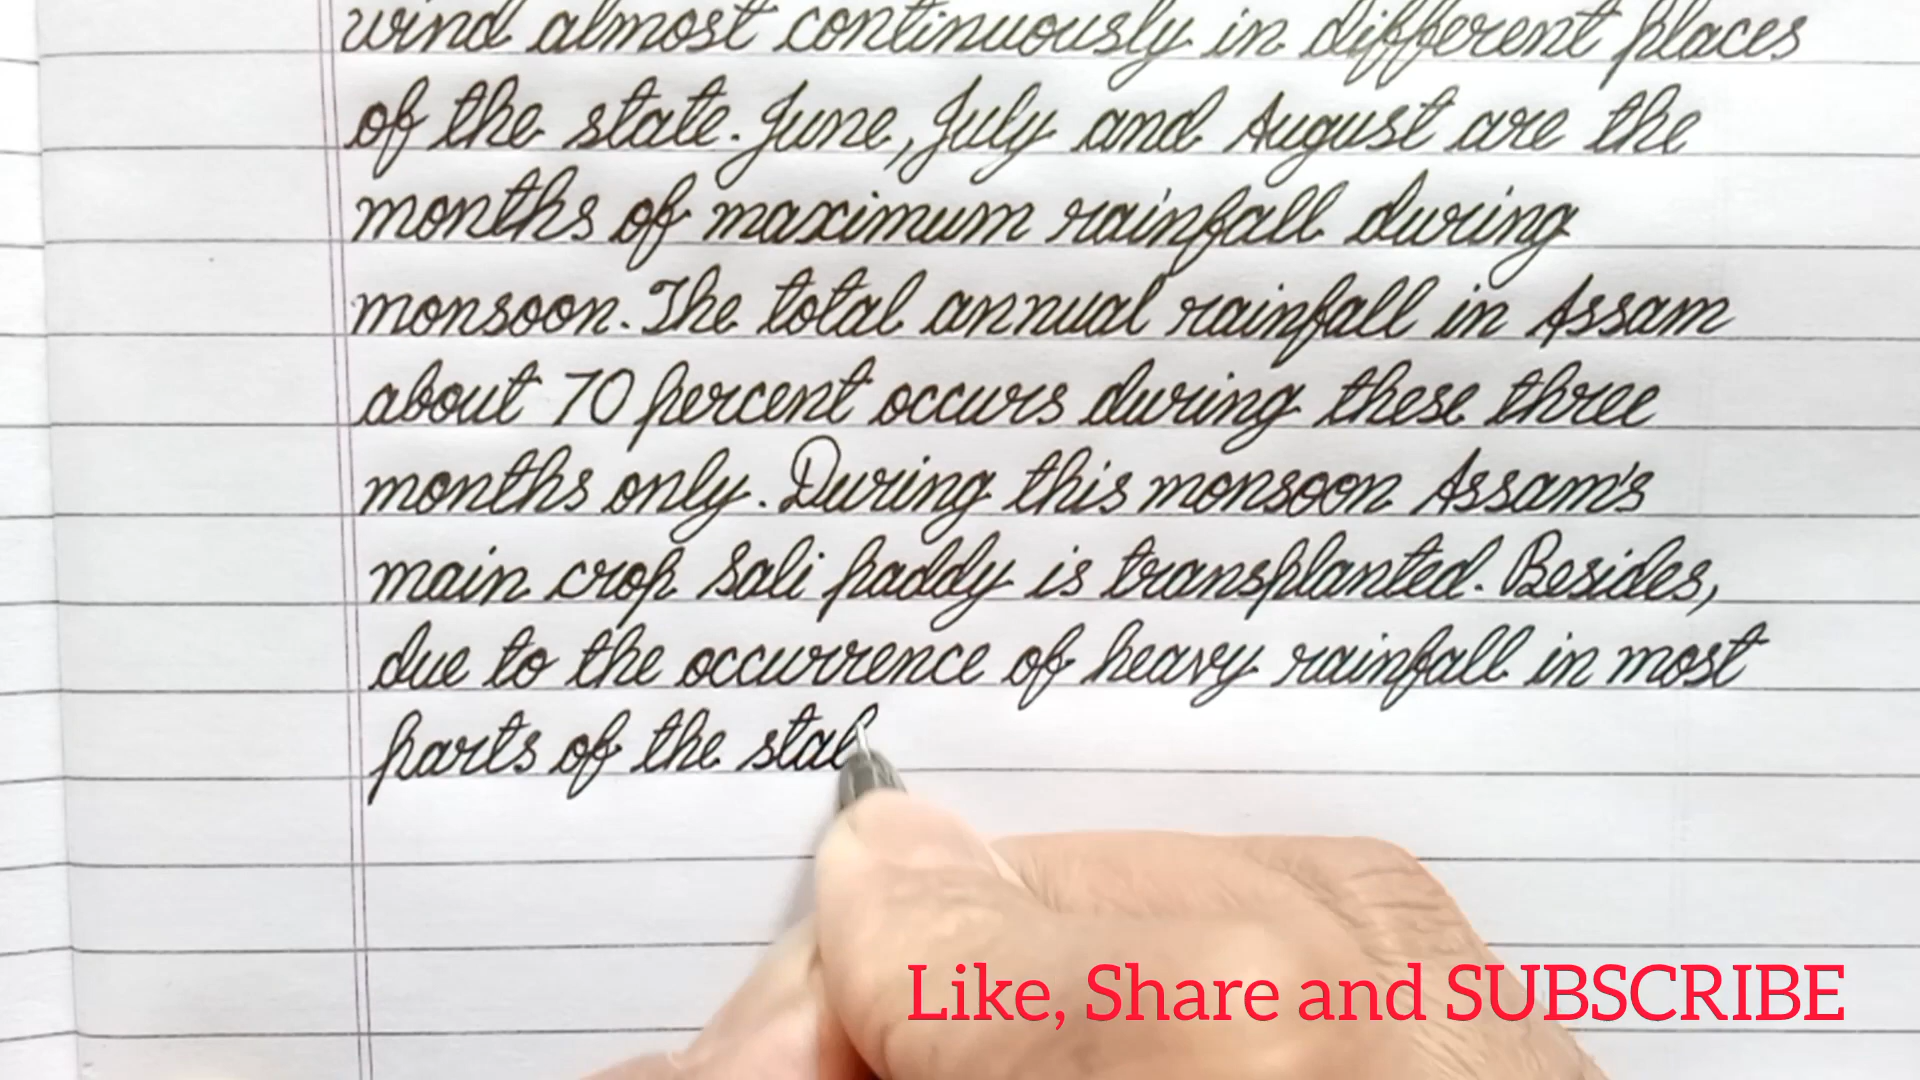 wind almost continuously in different places
of the state. June, July and August are the
months of maximum rainfall during
monsoon. The total annual rainfall in Assam
about 70 percent occurs during these three
months only. During this monsoon Assam's
main crop Sali paddy is transplanted. Besides,
due to the occurrence of heavy rainfall in most
parts of the
Like, Share and SUBSCRIBE